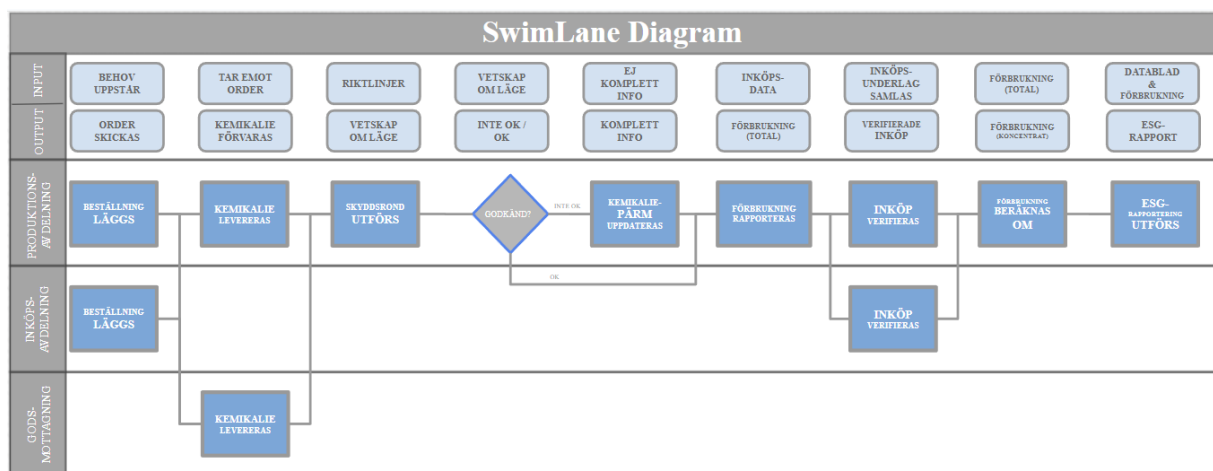 SwimLane Diagram
INPUT
BEHOV
UPPSTÅR
TAR EMOT
ORDER
RIKTLINJER
VETSKAP
OM LÄGE
EJ
KOMPLETT
INFO
INKÖPS-
DATA
INKÖPS-
UNDERLAG
SAMLAS
FÖRBRUKNING
(TOTAL)
DATABLAD
&
FÖRBRUKNING
OUTPUT
ORDER
SKICKAS
KEMIKALIE
FÖRVARAS
VETSKAP
OM LÄGE
INTE OK /
OK
KOMPLETT
INFO
FÖRBRUKNING
(TOTAL)
VERIFIERADE
INKÖP
FÖRBRUKNING
(KONCENTRAT)
ESG-
RAPPORT
PRODUKTIONS-
AVDELNING
BESTÄLLNING
LÄGGS
KEMIKALIE
LEVERERAS
SKYDDSROND
UTFÖRS
GODKÄND?
INTE OK
KEMIKALIE-
PÄRM
UPPDATERAS
FÖRBRUKNING
RAPPORTERAS
INKÖP
VERIFIERAS
FÖRBRUKNING
BERÄKNAS
OM
ESG-
RAPPORTERING
UTFÖRS
OK
INKÖPS-
AVDELNING
BESTÄLLNING
LÄGGS
INKÖP
VERIFIERAS
GODS-
MOTTAGNING
KEMIKALIE
LEVERERAS